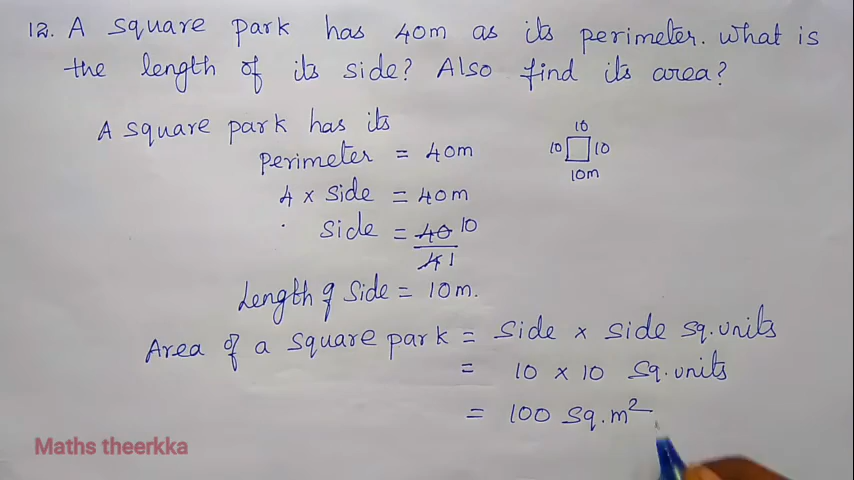 12. A square park has 40m as its perimeter. What is
the length of its side? Also find its area?
A square park has its
perimeter = 40m
4 x side = 40m
side = 40 10
4 1
Length of side = 10m.
10
10 10
10m
Area of a square park = side x side sq.units
= 10 x 10 sq.units
= 100 sq.m²
Maths theerkka